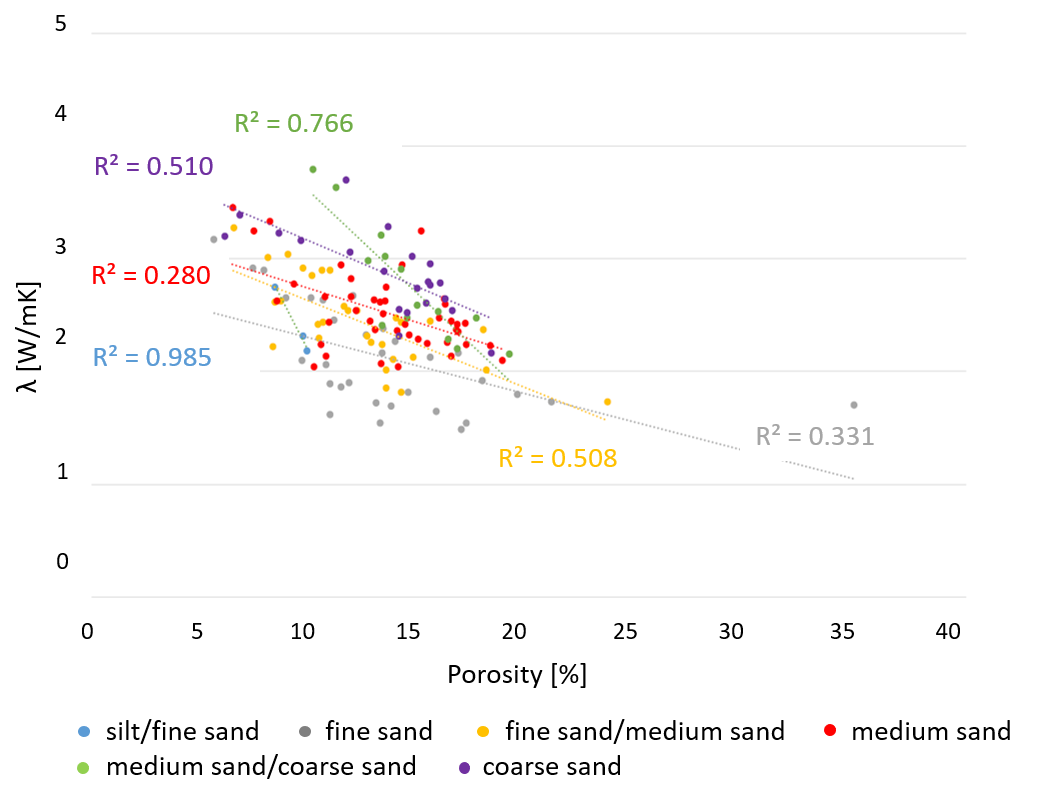 5
4
R² = 0.766
R² = 0.510
3
R² = 0.280
2
R² = 0.985
λ [W/mK]
R² = 0.331
R² = 0.508
1
0
0 5 10 15 20 25 30 35 40
Porosity [%]
silt/fine sand fine sand fine sand/medium sand medium sand
medium sand/coarse sand coarse sand